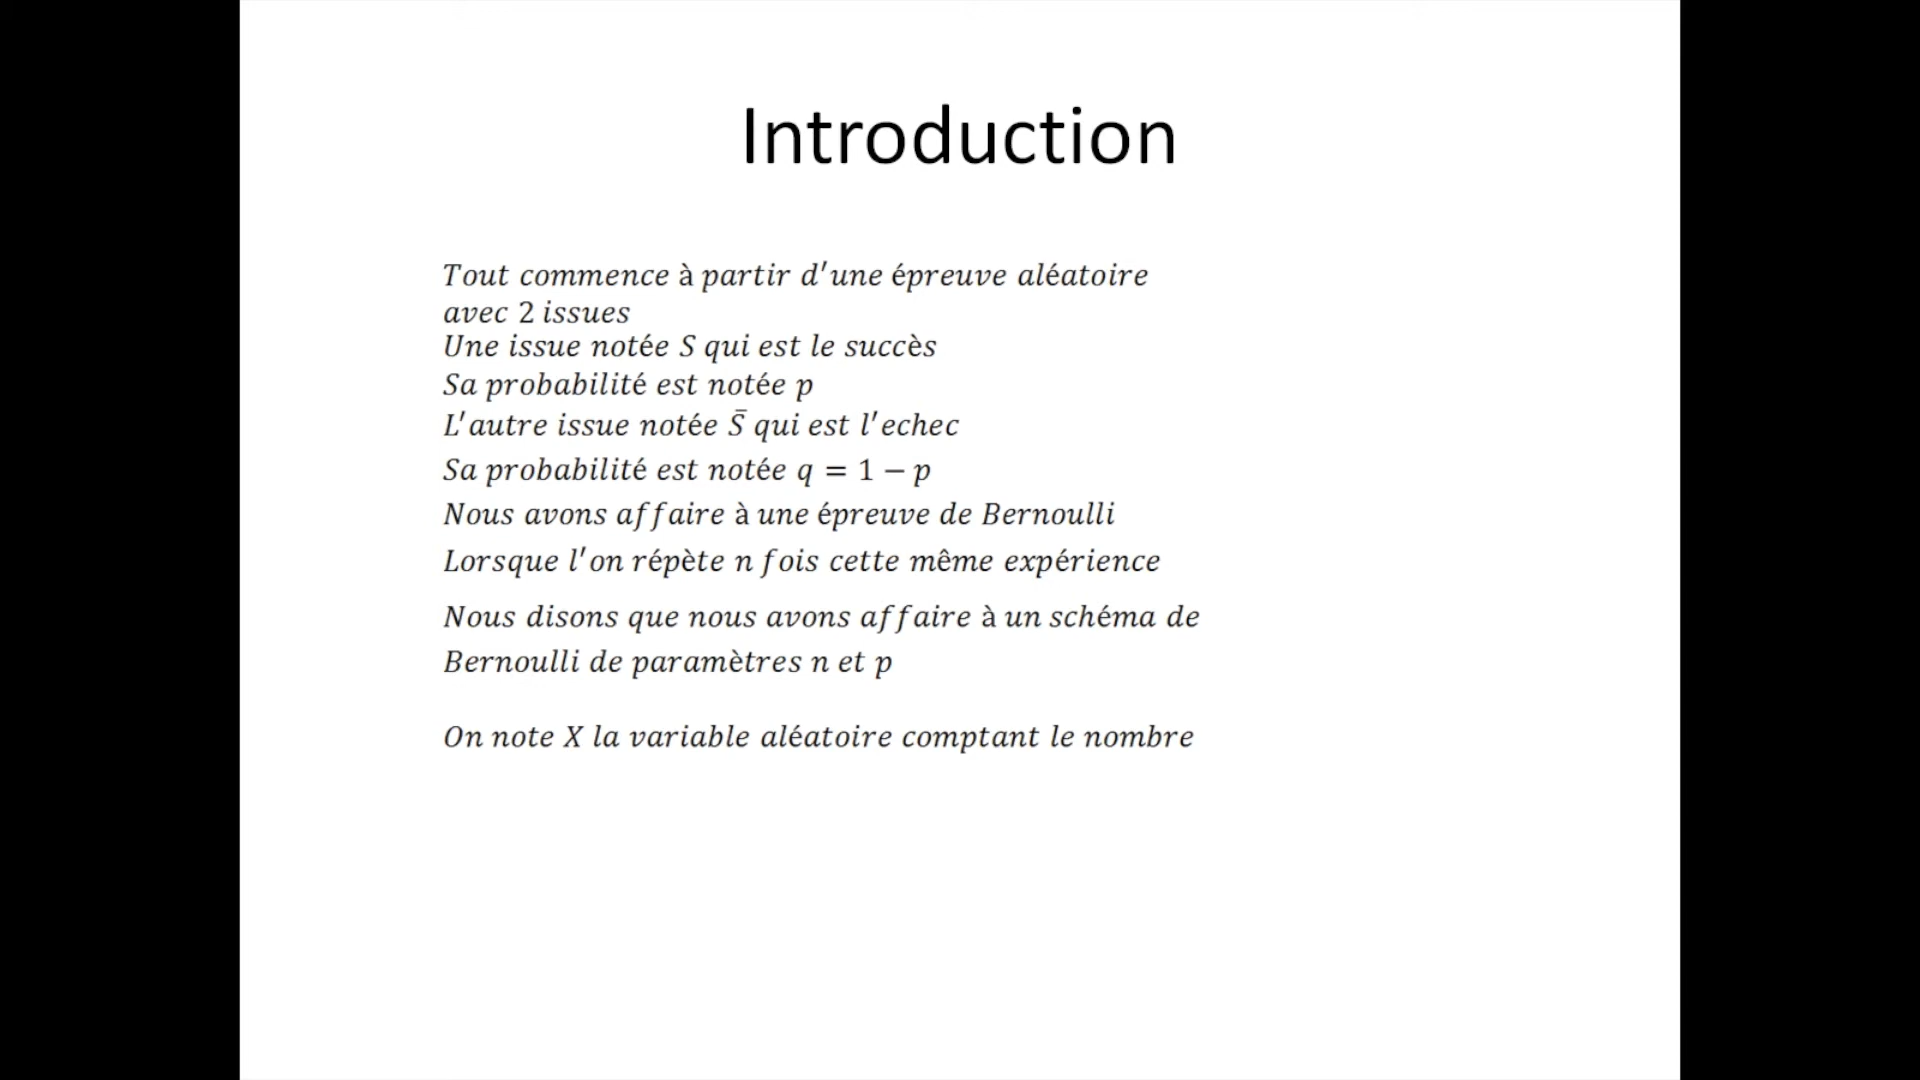 Introduction
Tout commence à partir d'une épreuve aléatoire
avec 2 issues
Une issue notée S qui est le succès
Sa probabilité est notée p
L'autre issue notée S̄ qui est l'echec
Sa probabilité est notée q = 1 − p
Nous avons affaire à une épreuve de Bernoulli
Lorsque l'on répète n fois cette même expérience
Nous disons que nous avons affaire à un schéma de
Bernoulli de paramètres n et p
On note X la variable aléatoire comptant le nombre